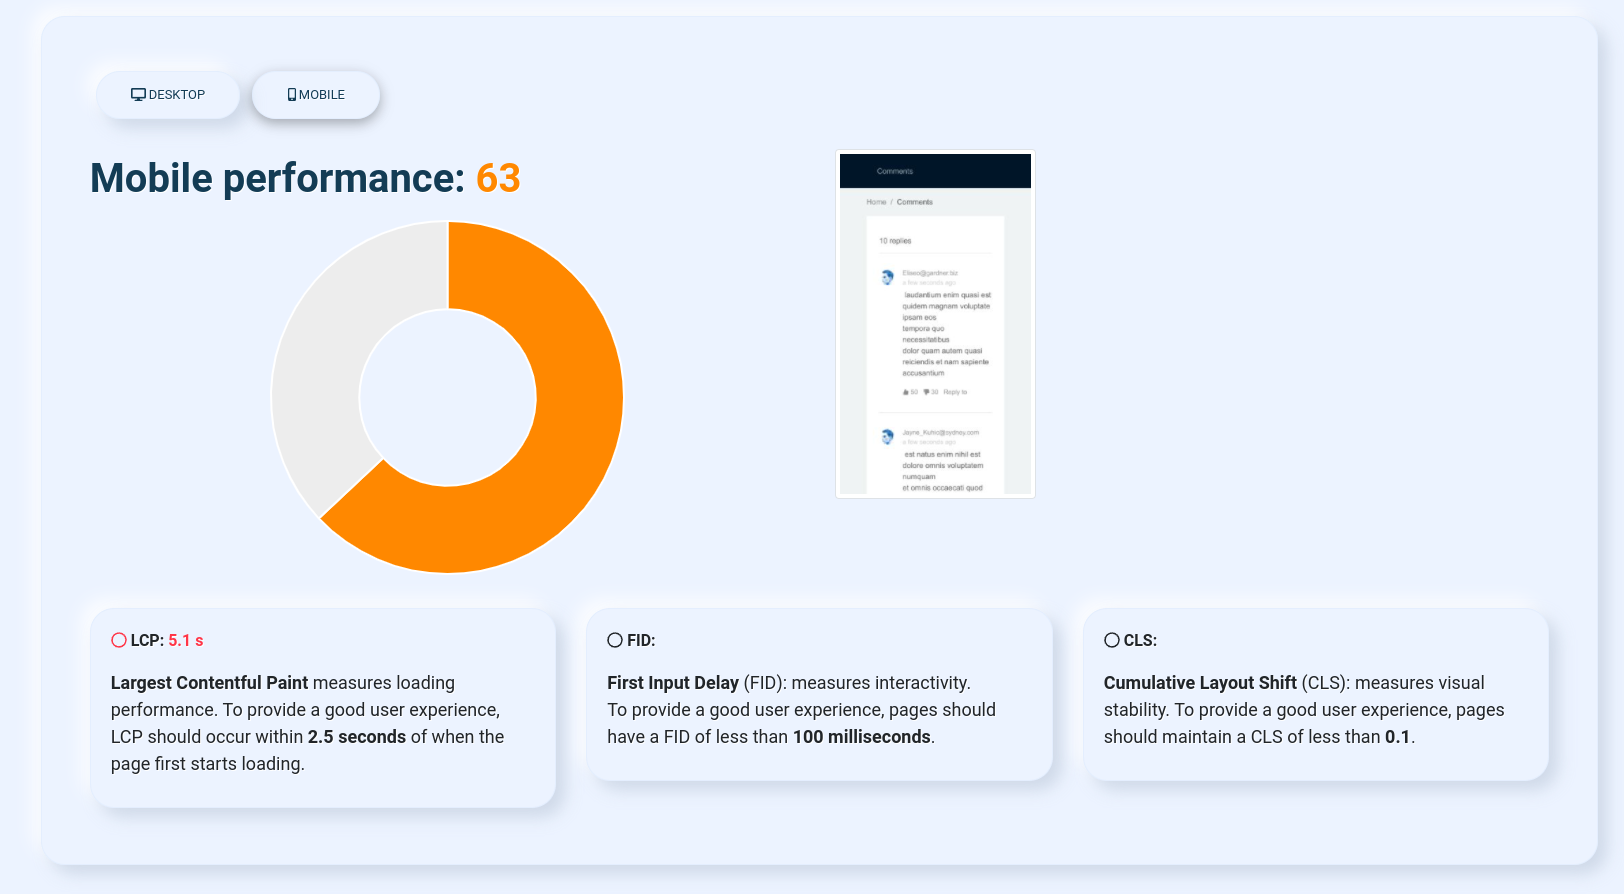 DESKTOP
MOBILE
Mobile performance: 63
Comments
Home / Comments
10 replies
Eliseo@gardner.biz
a few seconds ago
laudantium enim quasi est
quidem magnam voluptate
ipsam eos
tempora quo
necessitatibus
dolor quam autem quasi
reiciendis et nam sapiente
accusantium
50 30 Reply to
Jayne_Kuhic@sydney.com
a few seconds ago
est natus enim nihil est
dolore omnis voluptatem
numquam
et omnis occaecati quod
LCP: 5.1 s
Largest Contentful Paint measures loading
performance. To provide a good user experience,
LCP should occur within 2.5 seconds of when the
page first starts loading.
FID:
First Input Delay (FID): measures interactivity.
To provide a good user experience, pages should
have a FID of less than 100 milliseconds.
CLS:
Cumulative Layout Shift (CLS): measures visual
stability. To provide a good user experience, pages
should maintain a CLS of less than 0.1.